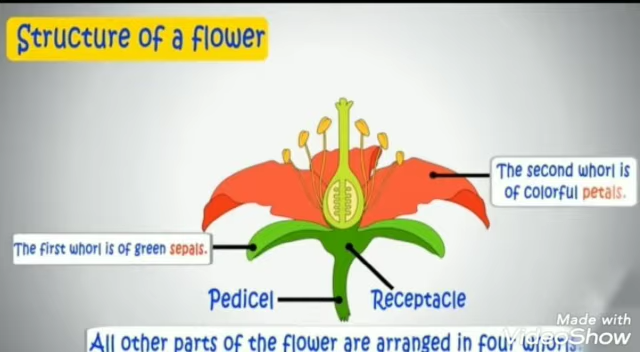 Structure of a flower
The second whorl is
of colorful petals.
The first whorl is of green sepals.
Pedicel
Receptacle
Made with
VideoShow
All other parts of the flower are arranged in four whorls.